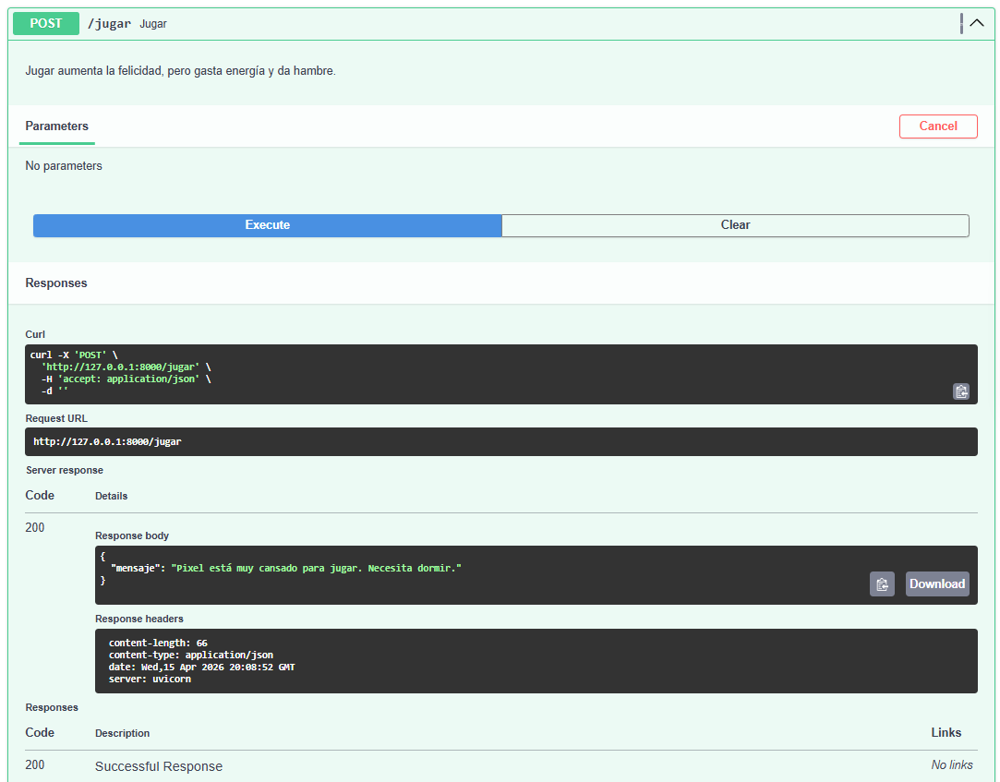 POST /jugar Jugar
Jugar aumenta la felicidad, pero gasta energía y da hambre.
Parameters Cancel
No parameters
Execute Clear
Responses
Curl
curl -X 'POST' \
  'http://127.0.0.1:8000/jugar' \
  -H 'accept: application/json' \
  -d ''
Request URL
http://127.0.0.1:8000/jugar
Server response
Code Details
200
Response body
{
  "mensaje": "Pixel está muy cansado para jugar. Necesita dormir."
}
Download
Response headers
content-length: 66
content-type: application/json
date: Wed,15 Apr 2026 20:08:52 GMT
server: uvicorn
Responses
Code Description Links
200 Successful Response No links